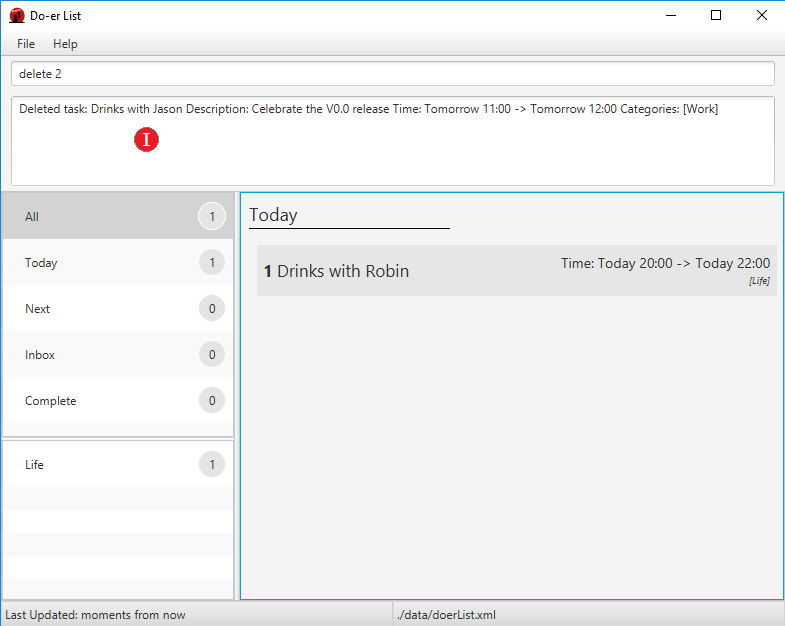 Do-er List
File Help
delete 2
Deleted task: Drinks with Jason Description: Celebrate the V0.0 release Time: Tomorrow 11:00 -> Tomorrow 12:00 Categories: [Work]
I
All 1
Today 1
Next 0
Inbox 0
Complete 0
Life 1
Today
1 Drinks with Robin
Time: Today 20:00 -> Today 22:00
[Life]
Last Updated: moments from now
./data/doerList.xml